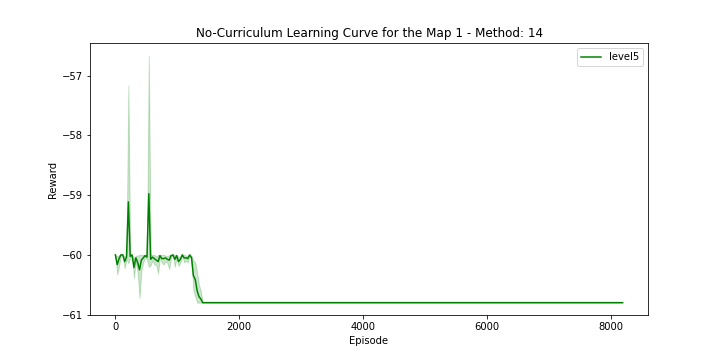 No-Curriculum Learning Curve for the Map 1 - Method: 14
level5
−57
−58
−59
−60
−61
Reward
0 2000 4000 6000 8000
Episode